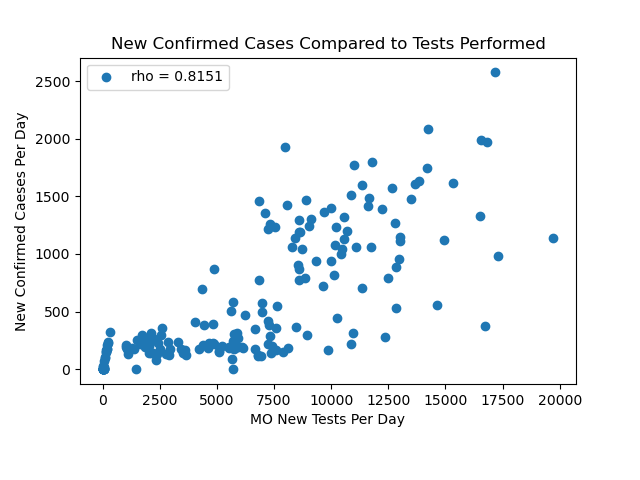 New Confirmed Cases Compared to Tests Performed
rho = 0.8151
New Confirmed Caeses Per Day
2500
2000
1500
1000
500
0
0 2500 5000 7500 10000 12500 15000 17500 20000
MO New Tests Per Day